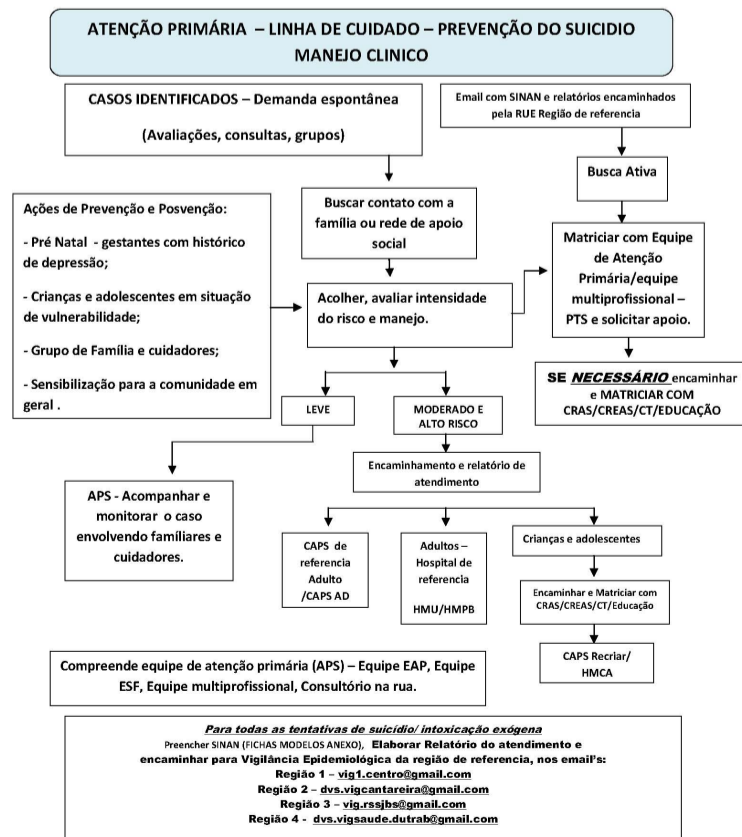 ATENÇÃO PRIMÁRIA – LINHA DE CUIDADO – PREVENÇÃO DO SUICIDIO
MANEJO CLINICO
CASOS IDENTIFICADOS – Demanda espontânea
(Avaliações, consultas, grupos)
Email com SINAN e relatórios encaminhados
pela RUE Região de referencia
Busca Ativa
Buscar contato com a
família ou rede de apoio
social
Ações de Prevenção e Posvenção:
- Pré Natal - gestantes com histórico
de depressão;
- Crianças e adolescentes em situação
de vulnerabilidade;
- Grupo de Família e cuidadores;
- Sensibilização para a comunidade em
geral .
Matriciar com Equipe
de Atenção
Primária/equipe
multiprofissional –
PTS e solicitar apoio.
Acolher, avaliar intensidade
do risco e manejo.
SE NECESSÁRIO encaminhar
e MATRICIAR COM
CRAS/CREAS/CT/EDUCAÇÃO
LEVE
MODERADO E
ALTO RISCO
Encaminhamento e relatório de
atendimento
APS - Acompanhar e
monitorar o caso
envolvendo famíliares e
cuidadores.
CAPS de
referencia
Adulto
/CAPS AD
Adultos –
Hospital de
referencia
HMU/HMPB
Crianças e adolescentes
Encaminhar e Matriciar com
CRAS/CREAS/CT/Educação
CAPS Recriar/
HMCA
Compreende equipe de atenção primária (APS) – Equipe EAP, Equipe
ESF, Equipe multiprofissional, Consultório na rua.
Para todas as tentativas de suicídio/ intoxicação exógena
Preencher SINAN (FICHAS MODELOS ANEXO), Elaborar Relatório do atendimento e
encaminhar para Vigilância Epidemiológica da região de referencia, nos email's:
Região 1 – vig1.centro@gmail.com
Região 2 – dvs.vigcantareira@gmail.com
Região 3 – vig.rssjbs@gmail.com
Região 4 - dvs.vigsaude.dutrab@gmail.com